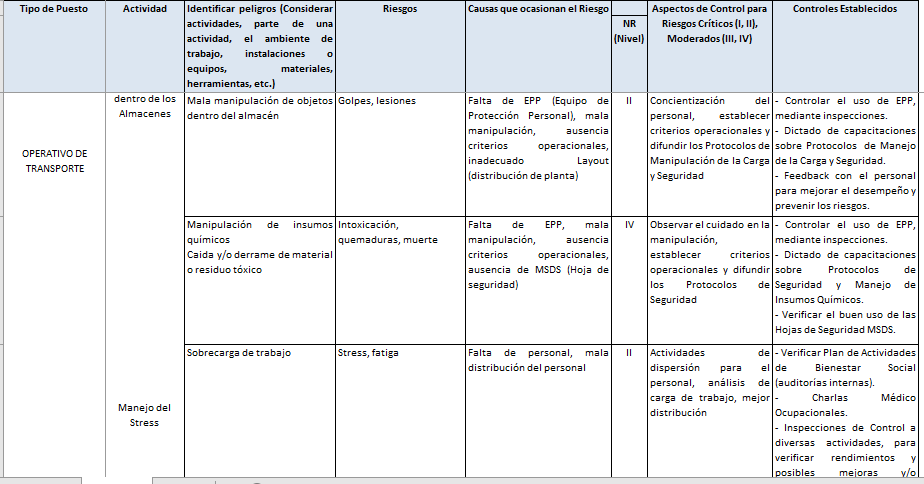 Tipo de Puesto
Actividad
Identificar peligros (Considerar
actividades, parte de una
actividad, el ambiente de
trabajo, instalaciones o
equipos, materiales,
herramientas, etc.)
Riesgos
Causas que ocasionan el Riesgo
NR
(Nivel)
Aspectos de Control para
Riesgos Críticos (I, II),
Moderados (III, IV)
Controles Establecidos
OPERATIVO DE
TRANSPORTE
dentro de los
Almacenes
Mala manipulación de objetos
dentro del almacén
Golpes, lesiones
Falta de EPP (Equipo de
Protección Personal), mala
manipulación, ausencia
criterios operacionales,
inadecuado Layout
(distribución de planta)
II
Concientización del
personal, establecer
criterios operacionales y
difundir los Protocolos de
Manipulación de la Carga
y Seguridad
- Controlar el uso de EPP,
mediante inspecciones.
- Dictado de capacitaciones
sobre Protocolos de Manejo
de la Carga y Seguridad.
- Feedback con el personal
para mejorar el desempeño y
prevenir los riesgos.
Manipulación de insumos
químicos
Caida y/o derrame de material
o residuo tóxico
Intoxicación,
quemaduras, muerte
Falta de EPP, mala
manipulación, ausencia
criterios operacionales,
ausencia de MSDS (Hoja de
seguridad)
IV
Observar el cuidado en la
manipulación,
establecer criterios
operacionales y difundir
los Protocolos de
Seguridad
- Controlar el uso de EPP,
mediante inspecciones.
- Dictado de capacitaciones
sobre Protocolos de
Seguridad y Manejo de
Insumos Químicos.
- Verificar el buen uso de las
Hojas de Seguridad MSDS.
Manejo del
Stress
Sobrecarga de trabajo
Stress, fatiga
Falta de personal, mala
distribución del personal
II
Actividades de
dispersión para el
personal, análisis de
carga de trabajo, mejor
distribución
- Verificar Plan de Actividades
de Bienestar Social
(auditorías internas).
- Charlas Médico
Ocupacionales.
- Inspecciones de Control a
diversas actividades, para
verificar rendimientos y
posibles mejoras y/o